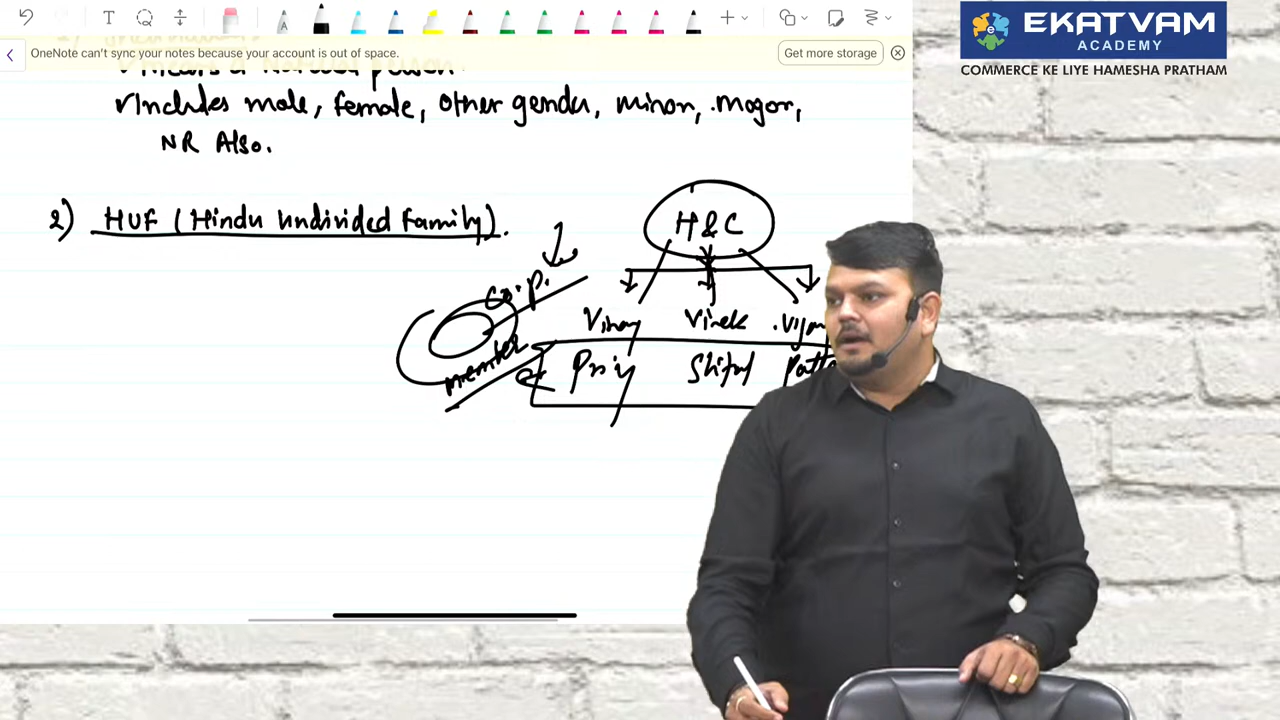 OneNote can't sync your notes because your account is out of space.
Get more storage
EKATVAM
ACADEMY
COMMERCE KE LIYE HAMESHA PRATHAM
Includes male, female, other gender, minor, major,
NR Also.
2) HUF (Hindu Undivided Family).
H & C
co.p.
member
Vinay Vivek
Shital